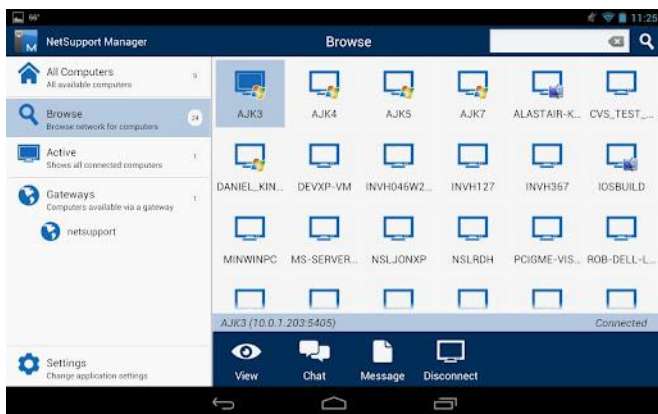 66°
11:25
NetSupport Manager
Browse
All Computers
All available computers
0
Browse
Browse network for computers
24
Active
Shows all connected computers
1
Gateways
Computers available via a gateway
1
netsupport
Settings
Change application settings
AJK3
AJK4
AJK5
AJK7
ALASTAIR-K...
CVS_TEST_...
DANIEL_KIN...
DEVXP-VM
INVH046W2...
INVH127
INVH367
IOSBUILD
MINWINPC
MS-SERVER...
NSLJONXP
NSLRDH
PCIGME-VIS...
ROB-DELL-L...
AJK3 (10.0.1.203:5405)
Connected
View
Chat
Message
Disconnect